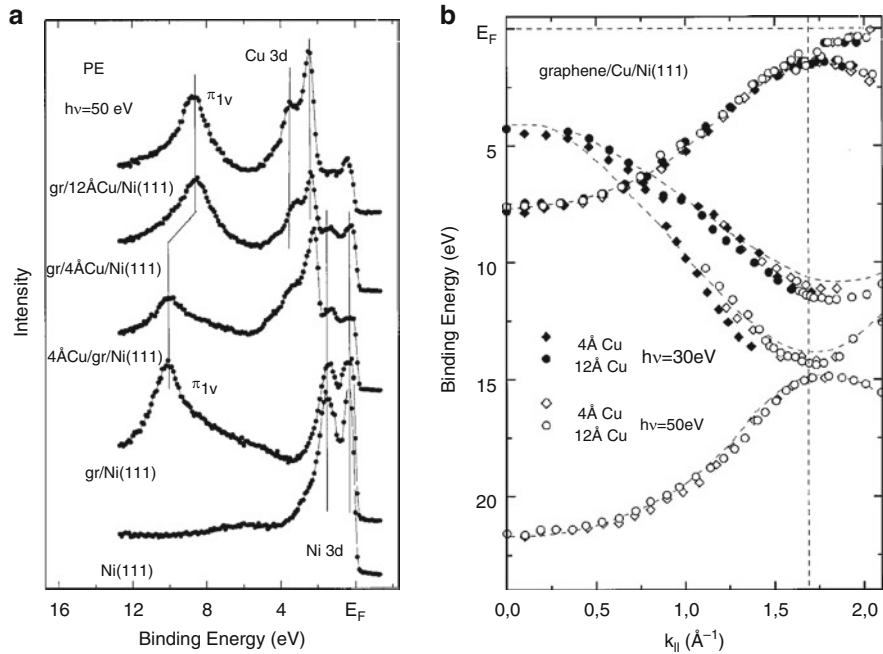 a
PE
hν=50 eV
π1v
Cu 3d
gr/12ÅCu/Ni(111)
gr/4ÅCu/Ni(111)
4ÅCu/gr/Ni(111)
π1v
gr/Ni(111)
Ni 3d
Ni(111)
Intensity
16 12 8 4 EF
Binding Energy (eV)
b
EF
graphene/Cu/Ni(111)
5
10
15
20
Binding Energy (eV)
4Å Cu
12Å Cu
hν=30eV
4Å Cu
12Å Cu
hν=50eV
0,0 0,5 1,0 1,5 2,0
k|| (Å⁻¹)